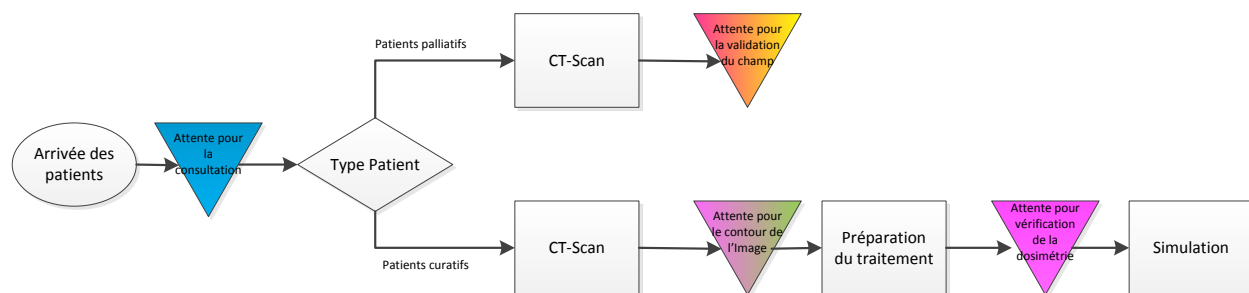 Patients palliatifs
CT-Scan
Attente pour
la validation
du champ
Arrivée des
patients
Attente pour
la
consultation
Type Patient
Patients curatifs
CT-Scan
Attente pour
le contour de
l'Image
Préparation
du traitement
Attente pour
vérification
de la
dosimétrie
Simulation